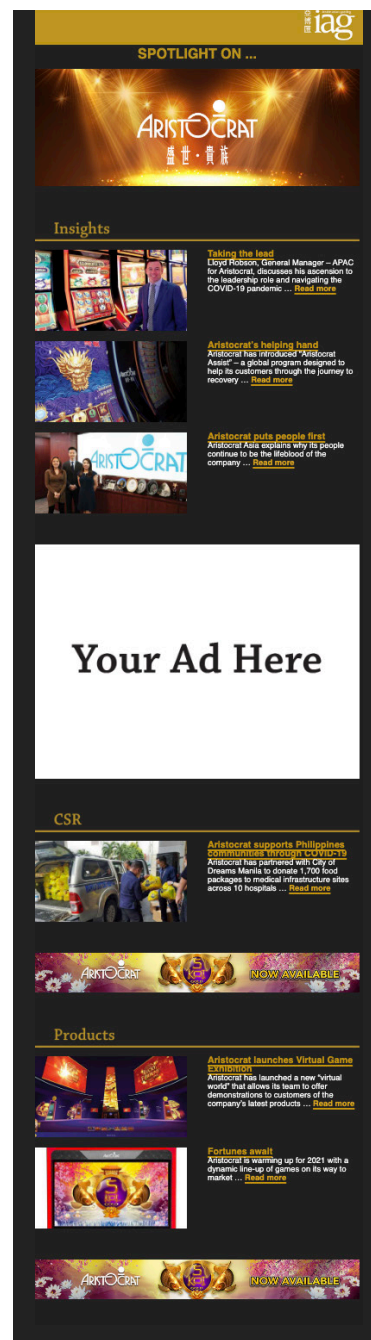 iag
SPOTLIGHT ON ...
ARISTOCRAT
盛世·貴族
Insights
Taking the lead
Lloyd Robson, General Manager – APAC
for Aristocrat, discusses his ascension to
the leadership role and navigating the
COVID-19 pandemic ... Read more
Aristocrat's helping hand
Aristocrat has introduced "Aristocrat
Assist" – a global program designed to
help its customers through the journey to
recovery ... Read more
ARISTOCRAT
Aristocrat puts people first
Aristocrat Asia explains why its people
continue to be the lifeblood of the
company ... Read more
Your Ad Here
CSR
Aristocrat supports Philippines
communities through COVID-19
Aristocrat has partnered with City of
Dreams Manila to donate 1,700 food
packages to medical infrastructure sites
across 10 hospitals ... Read more
ARISTOCRAT
NOW AVAILABLE
Products
Aristocrat launches Virtual Game
Exhibition
Aristocrat has launched a new "virtual
world" that allows its team to offer
demonstrations to customers of the
company's latest products ... Read more
Fortunes await
Aristocrat is warming up for 2021 with a
dynamic line-up of games on its way to
market ... Read more
ARISTOCRAT
NOW AVAILABLE